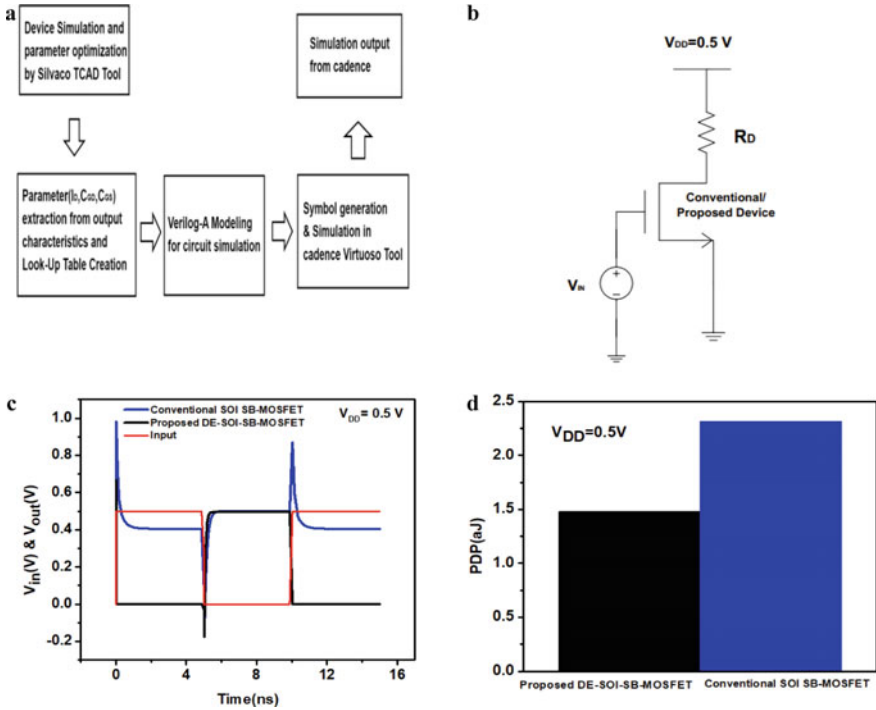 a
Device Simulation and
parameter optimization
by Silvaco TCAD Tool
Simulation output
from cadence
Parameter(ID,CGD,CGS)
extraction from output
characteristics and
Look-Up Table Creation
Verilog-A Modeling
for circuit simulation
Symbol generation
& Simulation in
cadence Virtuoso Tool
b
VDD=0.5 V
RD
Conventional/
Proposed Device
VIN
c
Conventional SOI SB-MOSFET
Proposed DE-SOI-SB-MOSFET
Input
VDD= 0.5 V
Vin(V) & Vout(V)
1.0
0.8
0.6
0.4
0.2
0.0
-0.2
0 4 8 12 16
Time(ns)
d
VDD=0.5V
PDP(aJ)
2.5
2.0
1.5
1.0
0.5
0.0
Proposed DE-SOI-SB-MOSFET Conventional SOI SB-MOSFET